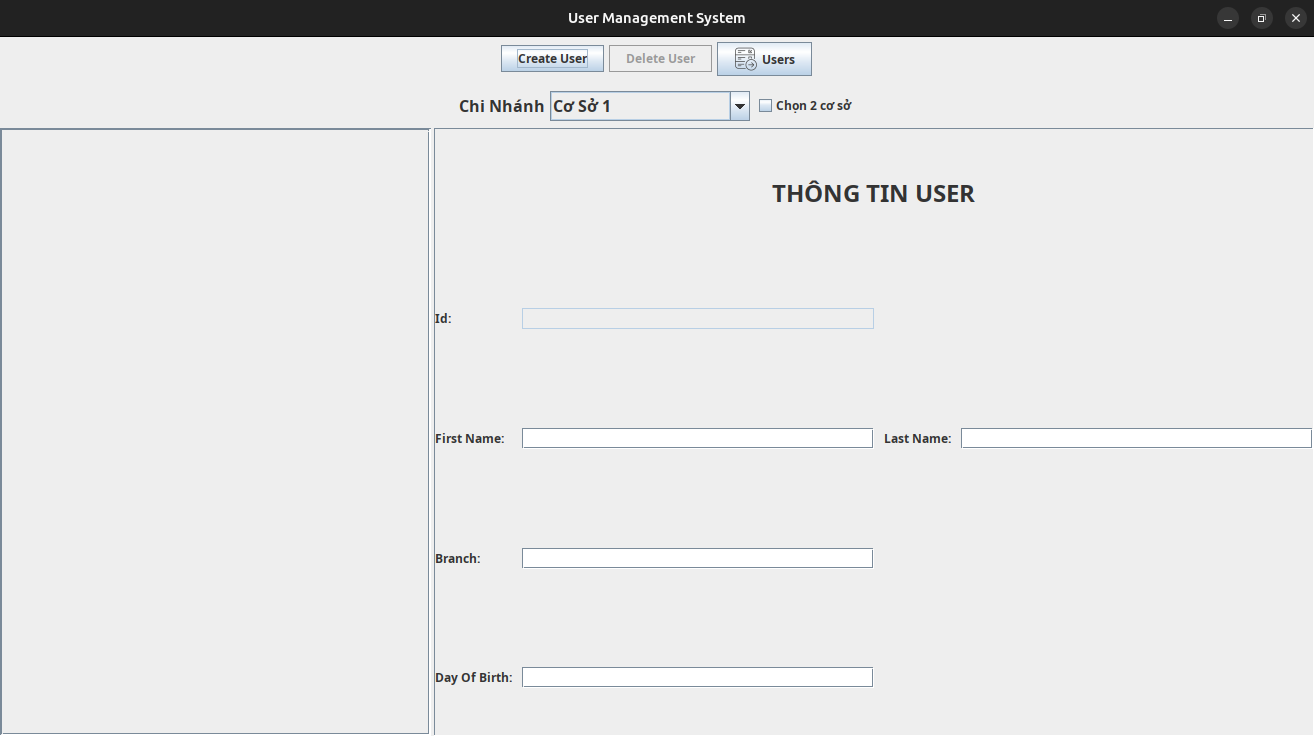 User Management System
Create User Delete User Users
Chi Nhánh Cơ Sở 1 Chọn 2 cơ sở
THÔNG TIN USER
Id:
First Name: Last Name:
Branch:
Day Of Birth: